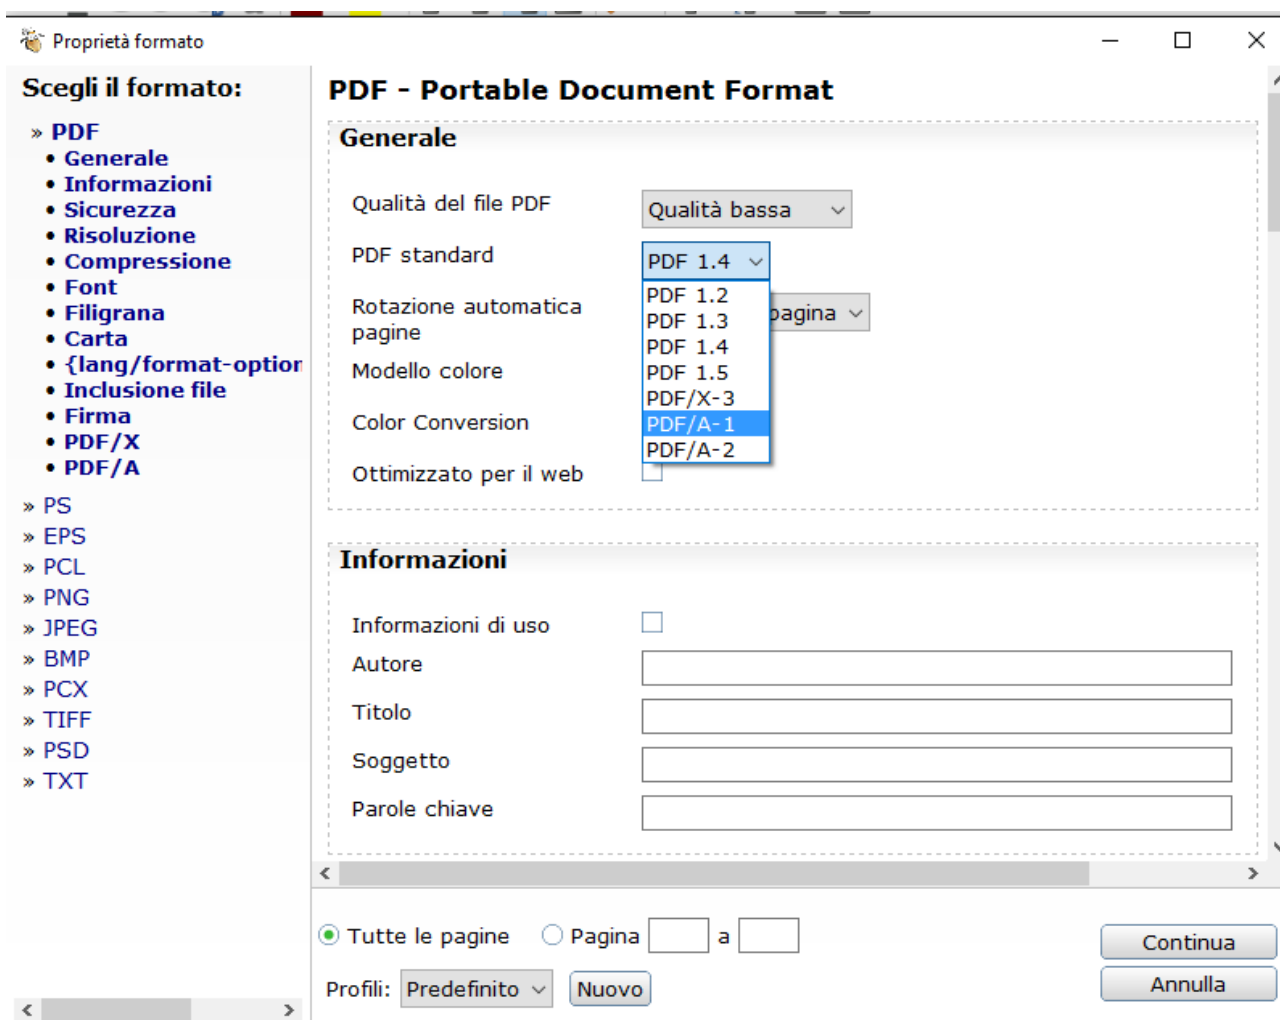 Proprietà formato
Scegli il formato:
» PDF
• Generale
• Informazioni
• Sicurezza
• Risoluzione
• Compressione
• Font
• Filigrana
• Carta
• {lang/format-option
• Inclusione file
• Firma
• PDF/X
• PDF/A
» PS
» EPS
» PCL
» PNG
» JPEG
» BMP
» PCX
» TIFF
» PSD
» TXT
PDF - Portable Document Format
Generale
Qualità del file PDF
Qualità bassa
PDF standard
PDF 1.4
PDF 1.2
PDF 1.3
PDF 1.4
PDF 1.5
PDF/X-3
PDF/A-1
PDF/A-2
Rotazione automatica
pagine
pagina
Modello colore
Color Conversion
Ottimizzato per il web
Informazioni
Informazioni di uso
Autore
Titolo
Soggetto
Parole chiave
Tutte le pagine Pagina a
Continua
Profili: Predefinito Nuovo
Annulla